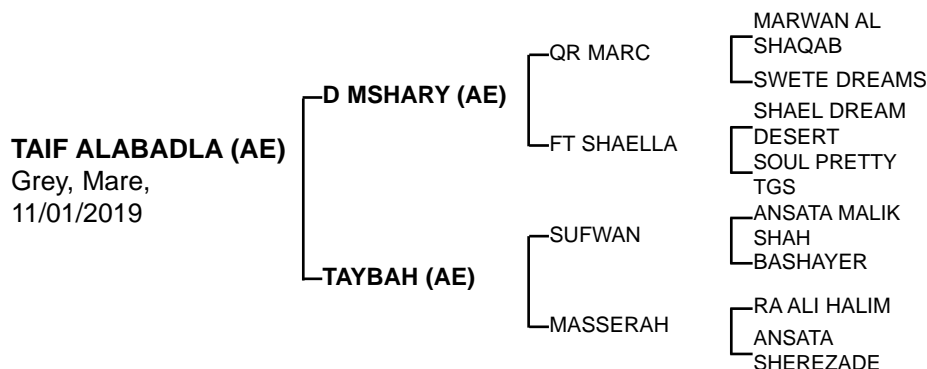 TAIF ALABADLA (AE)
Grey, Mare,
11/01/2019
D MSHARY (AE)
TAYBAH (AE)
QR MARC
FT SHAELLA
SUFWAN
MASSERAH
MARWAN AL
SHAQAB
SWETE DREAMS
SHAEL DREAM
DESERT
SOUL PRETTY
TGS
ANSATA MALIK
SHAH
BASHAYER
RA ALI HALIM
ANSATA
SHEREZADE